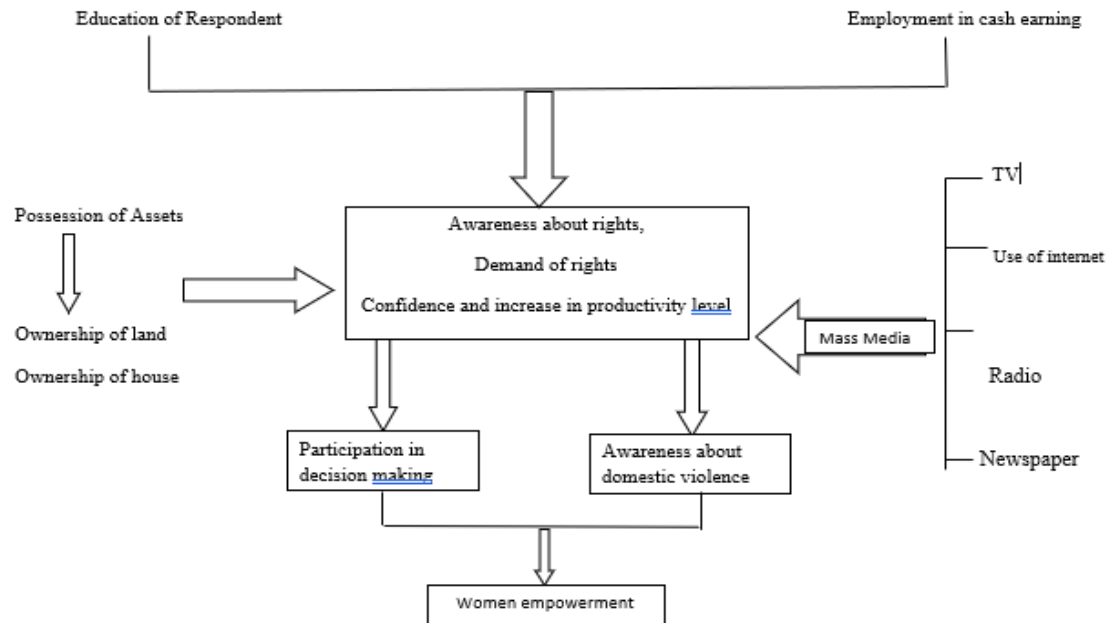 Education of Respondent
Employment in cash earning
TV
Possession of Assets
Awareness about rights,
Demand of rights
Use of internet
Confidence and increase in productivity level
Ownership of land
Mass Media
Ownership of house
Radio
Participation in
decision making
Awareness about
domestic violence
Newspaper
Women empowerment